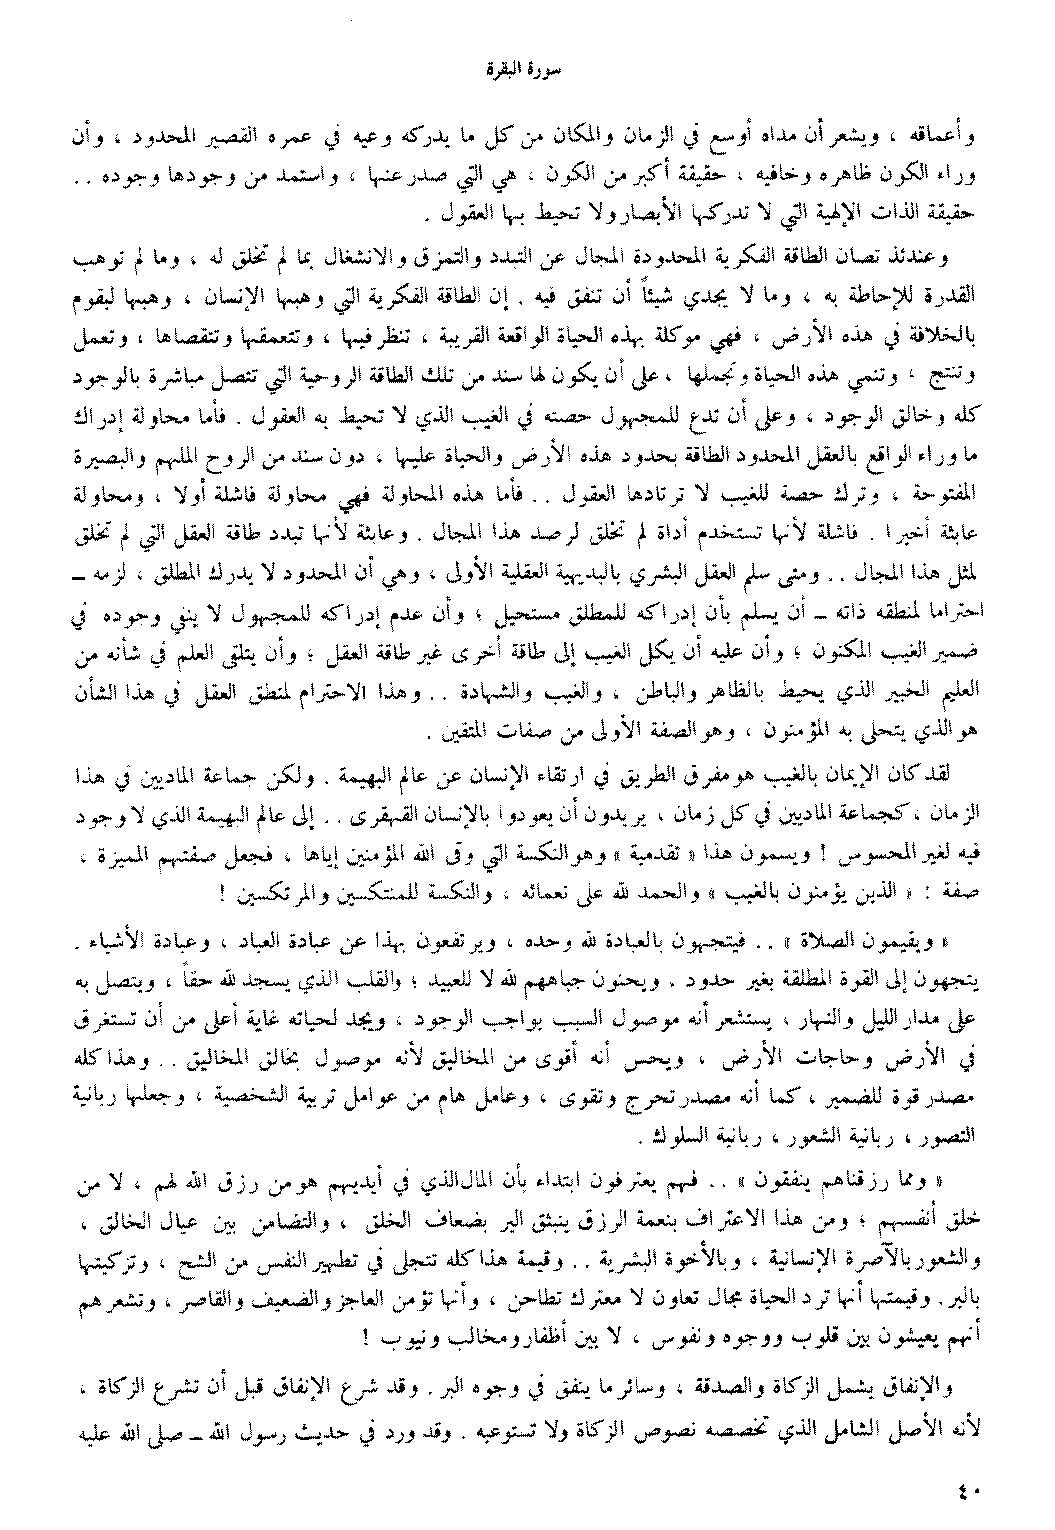 سورة البقرة
وأعماقه ، ويشعر أن مداه أوسع في الزمان والمكان من كل ما يدركه وعيه في عمره القصير المحدود ، وأن
وراء الكون ظاهره وخافيه ، حقيقة أكبر من الكون ، هي التي صدر عنها ، واستمد من وجودها وجوده ..
حقيقة الذات الإلهية التي لا تدركها الأبصار ولا تحيط بها العقول .
وعندئذ تصان الطاقة الفكرية المحدودة المجال عن التبدد والتمزق والانشغال بما لم تخلق له ، وما لم توهب
القدرة للإحاطة به ، وما لا يجدي شيئاً أن تنفق فيه . إن الطاقة الفكرية التي وهبها الإنسان ، وهبها ليقوم
بالخلافة في هذه الأرض ، فهي موكلة بهذه الحياة الواقعة القريبة ، تنظر فيها ، وتتعمقها وتتقصاها ، وتعمل
وتنتج ، وتنمي هذه الحياة وتجملها ، على أن يكون لها سند من تلك الطاقة الروحية التي تتصل مباشرة بالوجود
كله وخالق الوجود ، وعلى أن تدع للمجهول حصته في الغيب الذي لا تحيط به العقول . فأما محاولة إدراك
ما وراء الواقع بالعقل المحدود الطاقة بحدود هذه الأرض والحياة عليها ، دون سند من الروح الملهم والبصيرة
المفتوحة ، وترك حصة للغيب لا ترتادها العقول .. فأما هذه المحاولة فهي محاولة فاشلة أولا ، ومحاولة
عابثة أخيرا . فاشلة لأنها تستخدم أداة لم تخلق لرصد هذا المجال . وعابثة لأنها تبدد طاقة العقل التي لم تخلق
لمثل هذا المجال .. ومتى سلم العقل البشري بالبديهية العقلية الأولى ، وهي أن المحدود لا يدرك المطلق ، لزمه –
احتراما لمنطقه ذاته – أن يسلم بأن إدراكه للمطلق مستحيل ؛ وأن عدم إدراكه للمجهول لا ينفي وجوده في
ضمير الغيب المكنون ؛ وأن عليه أن يكل الغيب إلى طاقة أخرى غير طاقة العقل ؛ وأن يتلقى العلم في شأنه من
العليم الخبير الذي يحيط بالظاهر والباطن ، والغيب والشهادة .. وهذا الاحترام لمنطق العقل في هذا الشأن
هو الذي يتحلى به المؤمنون ، وهو الصفة الأولى من صفات المتقين .
لقد كان الإيمان بالغيب هو مفرق الطريق في ارتقاء الإنسان عن عالم البهيمة . ولكن جماعة الماديين في هذا
الزمان ، كجماعة الماديين في كل زمان ، يريدون أن يعودوا بالإنسان القهقرى .. إلى عالم البهيمة الذي لا وجود
فيه لغير المحسوس ! ويسمون هذا « تقدمية » وهو النكسة التي وقى الله المؤمنين إياها ، فجعل صفتهم المميزة ،
صفة : « الذين يؤمنون بالغيب » والحمد لله على نعمائه ، والنكسة للمنتكسين والمرتكسين !
« ويقيمون الصلاة » .. فيتجهون بالعبادة لله وحده ، ويرتفعون بهذا عن عبادة العباد ، وعبادة الأشياء .
يتجهون إلى القوة المطلقة بغير حدود . ويحنون جباههم لله لا للعبيد ؛ والقلب الذي يسجد لله حقاً ، ويتصل به
على مدار الليل والنهار ، يستشعر أنه موصول السبب بواجب الوجود ، ويجد لحياته غاية أعلى من أن تستغرق
في الأرض وحاجات الأرض ، ويحس أنه أقوى من المخاليق لأنه موصول بخالق المخاليق .. وهذا كله
مصدر قوة للضمير ، كما أنه مصدر تحرج وتقوى ، وعامل هام من عوامل تربية الشخصية ، وجعلها ربانية
التصور ، ربانية الشعور ، ربانية السلوك .
« ومما رزقناهم ينفقون » .. فهم يعترفون ابتداء بأن المال الذي في أيديهم هو من رزق الله لهم ، لا من
خلق أنفسهم ؛ ومن هذا الاعتراف بنعمة الرزق ينبثق البر بضعاف الخلق ، والتضامن بين عيال الخالق ،
والشعور بالآصرة الإنسانية ، وبالأخوة البشرية .. وقيمة هذا كله تتجلى في تطهير النفس من الشح ، وتزكيتها
بالبر . وقيمتها أنها ترد الحياة مجال تعاون لا معترك تطاحن ، وأنها تؤمن العاجز والضعيف والقاصر ، وتشعرهم
أنهم يعيشون بين قلوب ووجوه ونفوس ، لا بين أظفار ومخالب ونيوب !
والإنفاق يشمل الزكاة والصدقة ، وسائر ما ينفق في وجوه البر . وقد شرع الإنفاق قبل أن تشرع الزكاة ،
لأنه الأصل الشامل الذي تخصصه نصوص الزكاة ولا تستوعبه . وقد ورد في حديث رسول الله – صلى الله عليه
٤٠